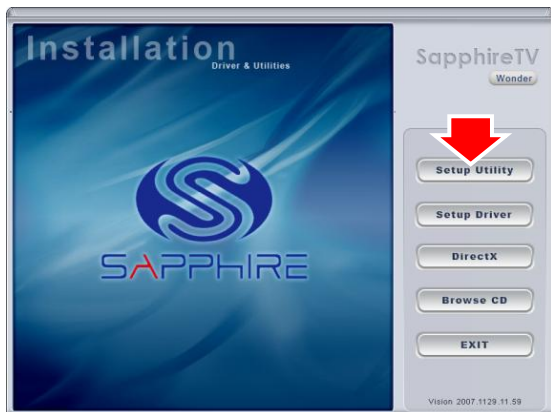 Installation
Driver & Utilities
SapphireTV
Wonder
SAPPHIRE
Setup Utility
Setup Driver
DirectX
Browse CD
EXIT
Vision 2007.1129.11.59